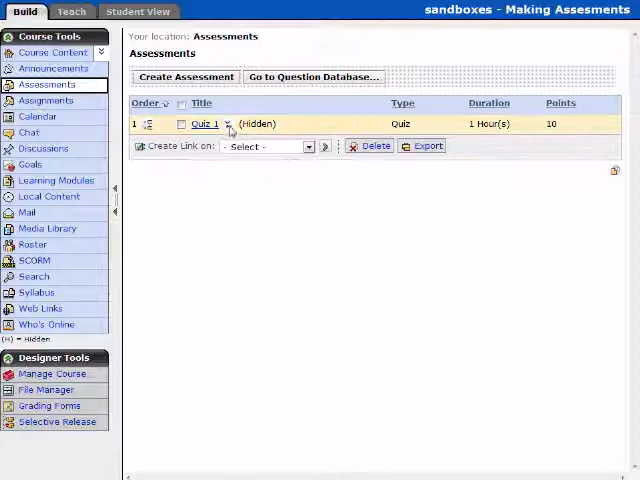 Build Teach Student View sandboxes - Making Assesments
Course Tools
Course Content
Announcements
Assessments
Assignments
Calendar
Chat
Discussions
Goals
Learning Modules
Local Content
Mail
Media Library
Roster
SCORM
Search
Syllabus
Web Links
Who's Online
(H) = Hidden
Designer Tools
Manage Course...
File Manager
Grading Forms
Selective Release
Your location: Assessments
Assessments
Create Assessment Go to Question Database...
Order Title Type Duration Points
1 Quiz 1 (Hidden) Quiz 1 Hour(s) 10
Create Link on: - Select - Delete Export